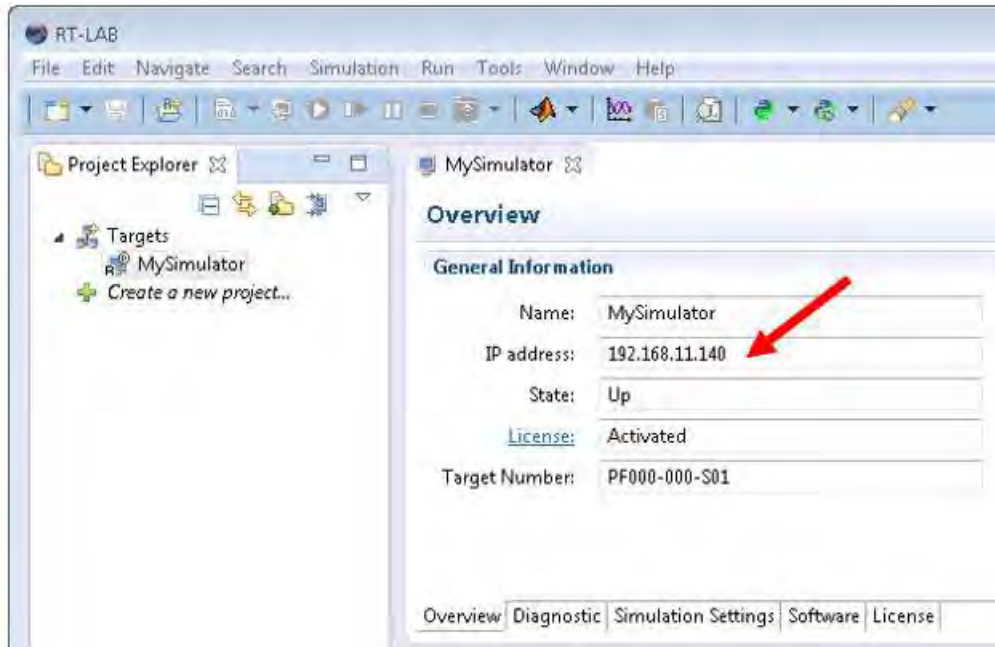 RT-LAB
File Edit Navigate Search Simulation Run Tools Window Help
Project Explorer
Targets
MySimulator
Create a new project...
MySimulator
Overview
General Information
Name: MySimulator
IP address: 192.168.11.140
State: Up
License: Activated
Target Number: PF000-000-S01
Overview Diagnostic Simulation Settings Software License